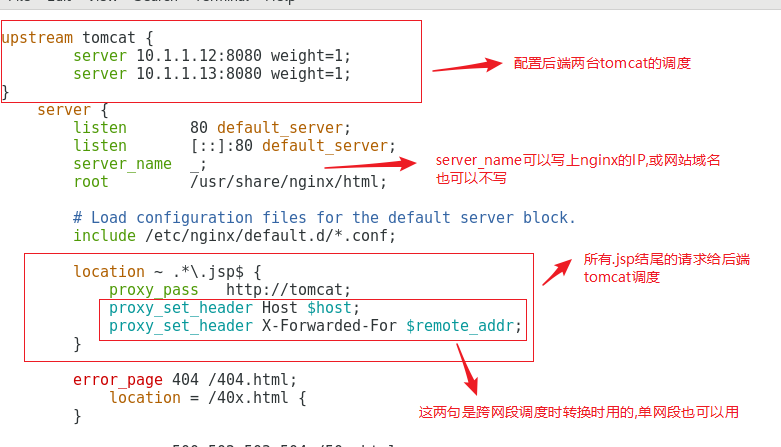 File Edit View Search Terminal Help
upstream tomcat {
server 10.1.1.12:8080 weight=1;
server 10.1.1.13:8080 weight=1;
}
配置后端两台tomcat的调度
server {
listen 80 default_server;
listen [::]:80 default_server;
server_name _;
root /usr/share/nginx/html;
server_name可以写上nginx的IP,或网站域名
也可以不写
# Load configuration files for the default server block.
include /etc/nginx/default.d/*.conf;
location ~ .*\.jsp$ {
proxy_pass http://tomcat;
proxy_set_header Host $host;
proxy_set_header X-Forwarded-For $remote_addr;
}
所有.jsp结尾的请求给后端
tomcat调度
error_page 404 /404.html;
location = /40x.html {
}
这两句是跨网段调度时转换时用的,单网段也可以用